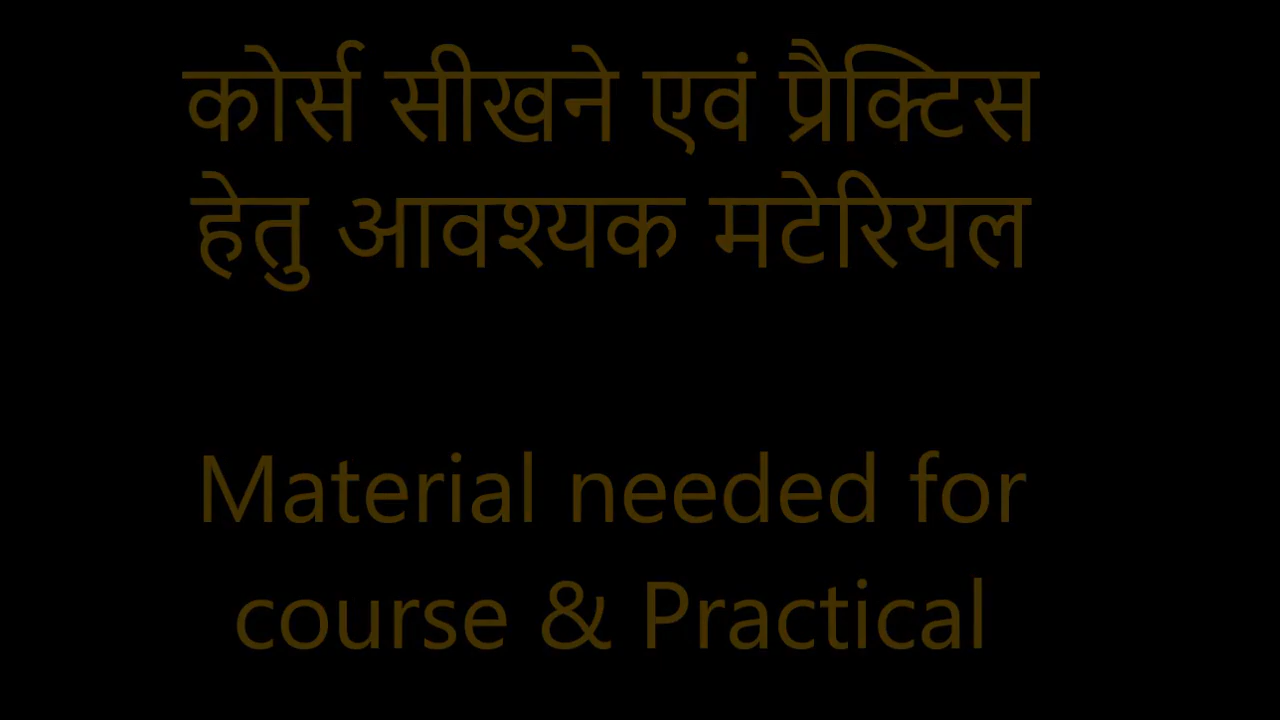 कोर्स सीखने एवं प्रैक्टिस
हेतु आवश्यक मटेरियल
Material needed for
course & Practical